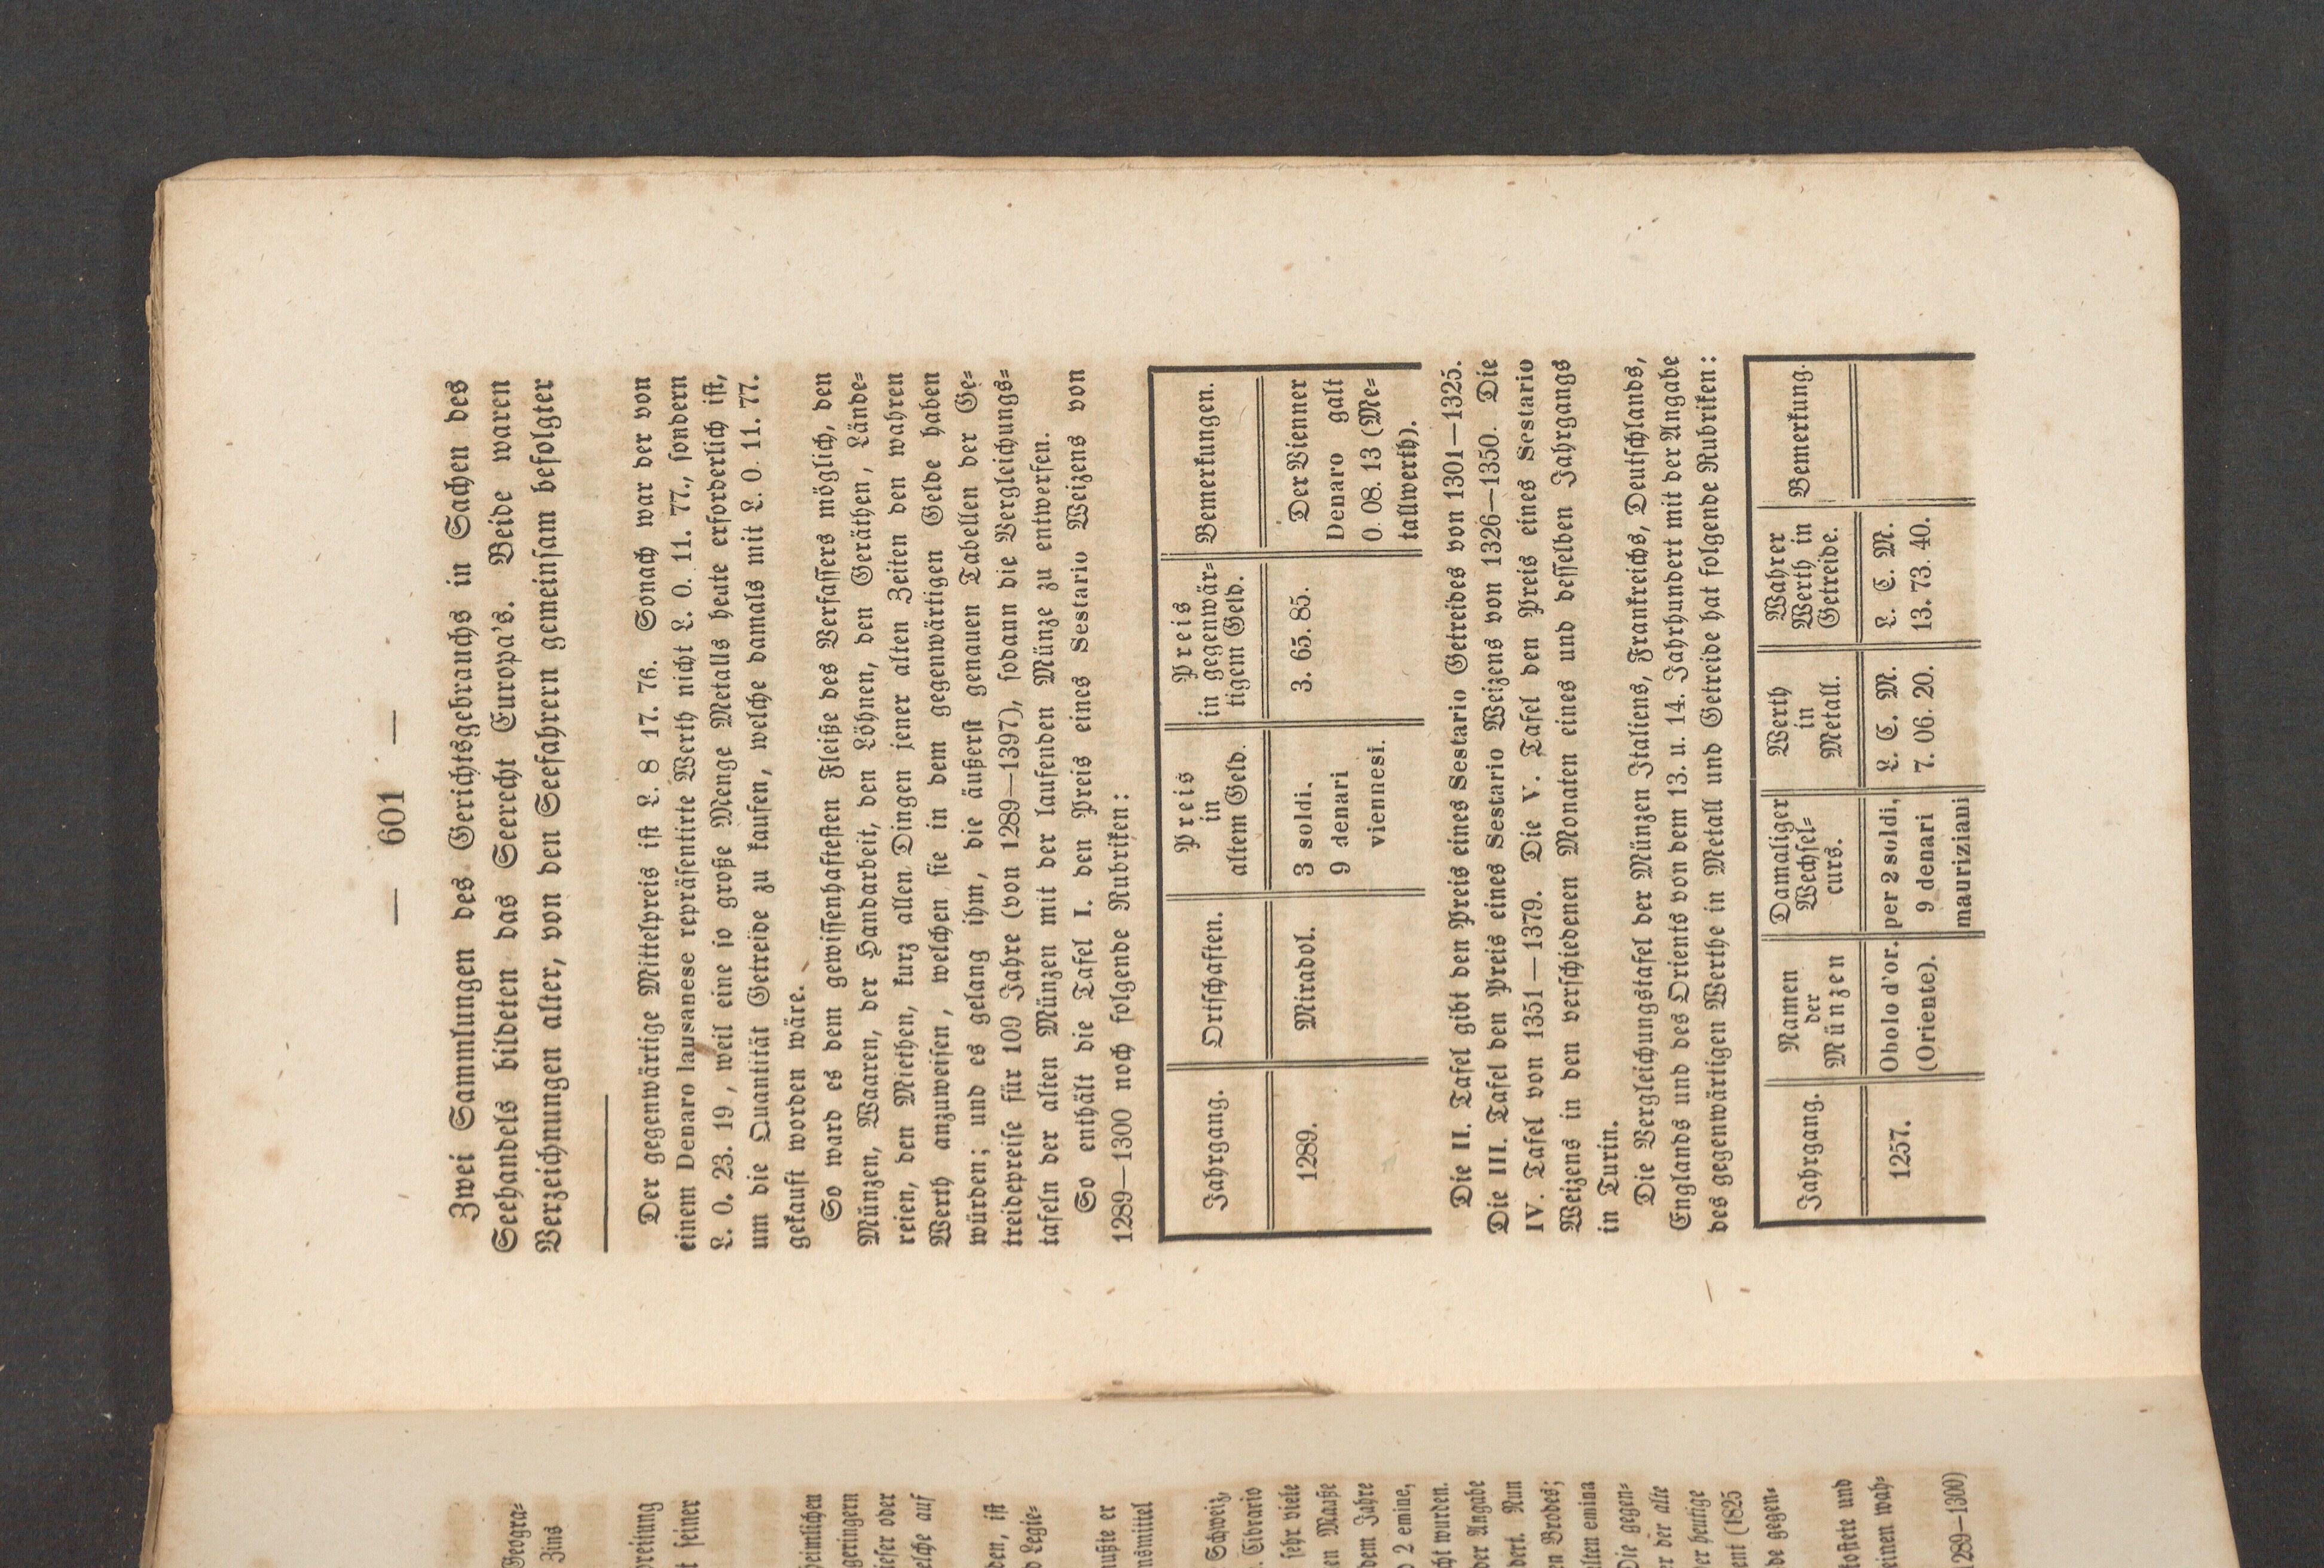 — 601 —
Zwei Sammlungen des Gerichtsgebrauchs in Sachen des
Seehandels bildeten das Seerecht Europa's. Beide waren
Verzeichnungen alter, von den Seefahrern gemeinsam befolgter
Der gegenwärtige Mittelpreis ist L. 8 17. 76. Sonach war der von
einem Denaro lausanese repräsentirte Werth nicht L. 0. 11. 77., sondern
L. 0. 23. 19, weil eine so große Menge Metalls heute erforderlich ist,
um die Quantität Getreide zu kaufen, welche damals mit L. 0. 11. 77.
gekauft worden wäre.
So ward es dem gewissenhaftesten Fleiße des Verfassers möglich, den
Münzen, Waaren, der Handarbeit, den Löhnen, den Geräthen, Lände-
reien, den Miethen, kurz allen Dingen jener alten Zeiten den wahren
Werth anzuweisen, welchen sie in dem gegenwärtigen Gelde haben
würden; und es gelang ihm, die äußerst genauen Tabellen der Ge-
treidepreise für 109 Jahre (von 1289—1397), sodann die Vergleichungs-
tafeln der alten Münzen mit der laufenden Münze zu entwerfen.
So enthält die Tafel I. den Preis eines Sestario Weizens von
1289—1300 noch folgende Rubriken:
Jahrgang. Ortschaften. Preis in altem Geld. Preis in gegenwär-tigem Geld. Bemerkungen.
1289. Miradol. 3 soldi. 3. 65. 85. Der Vienner
9 denari Denaro galt
viennesi. 0. 08. 13 (Me-
tallwerth).
Die II. Tafel gibt den Preis eines Sestario Getreides von 1301—1325.
Die III. Tafel den Preis eines Sestario Weizens von 1326—1350. Die
IV. Tafel von 1351—1379. Die V. Tafel den Preis eines Sestario
Weizens in den verschiedenen Monaten eines und desselben Jahrgangs
in Turin.
Die Vergleichungstafel der Münzen Italiens, Frankreichs, Deutschlands,
Englands und des Orients von dem 13. u. 14. Jahrhundert mit der Angabe
des gegenwärtigen Werthe in Metall und Getreide hat folgende Rubriken:
Jahrgang. Namen der Münzen Damaliger Wechsel-curs. Werth in Metall. Wahrer Werth in Getreide. Bemerkung.
1257. Obolo d'or. per 2 soldi, L. C. M. L. C. M.
(Oriente). 9 denari 7. 06. 20. 13. 73. 40.
mauriziani